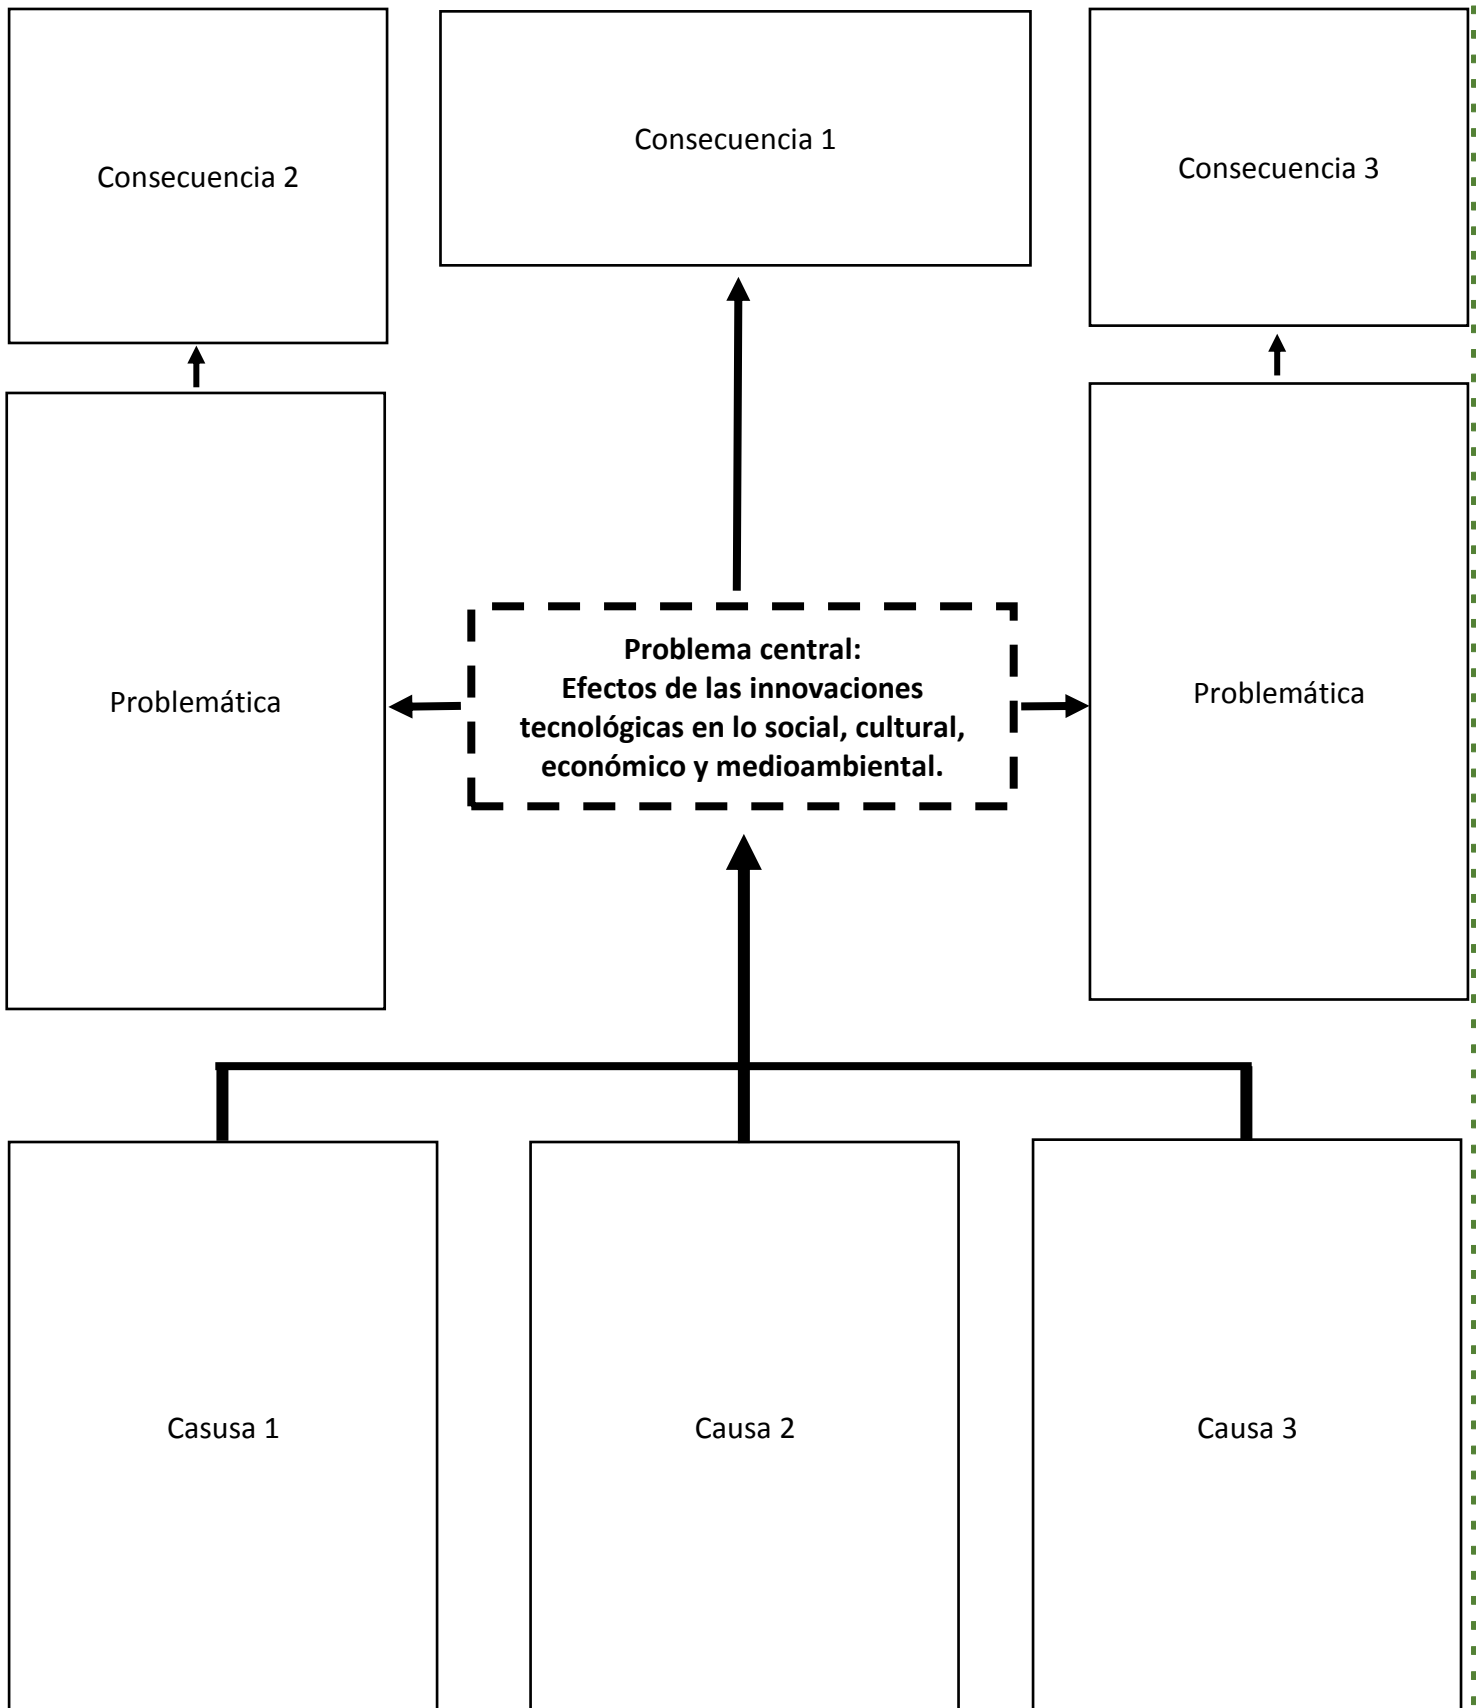 Consecuencia 2
Consecuencia 1
Consecuencia 3
Problemática
Problema central:
Efectos de las innovaciones
tecnológicas en lo social, cultural,
económico y medioambiental.
Problemática
Casusa 1
Causa 2
Causa 3